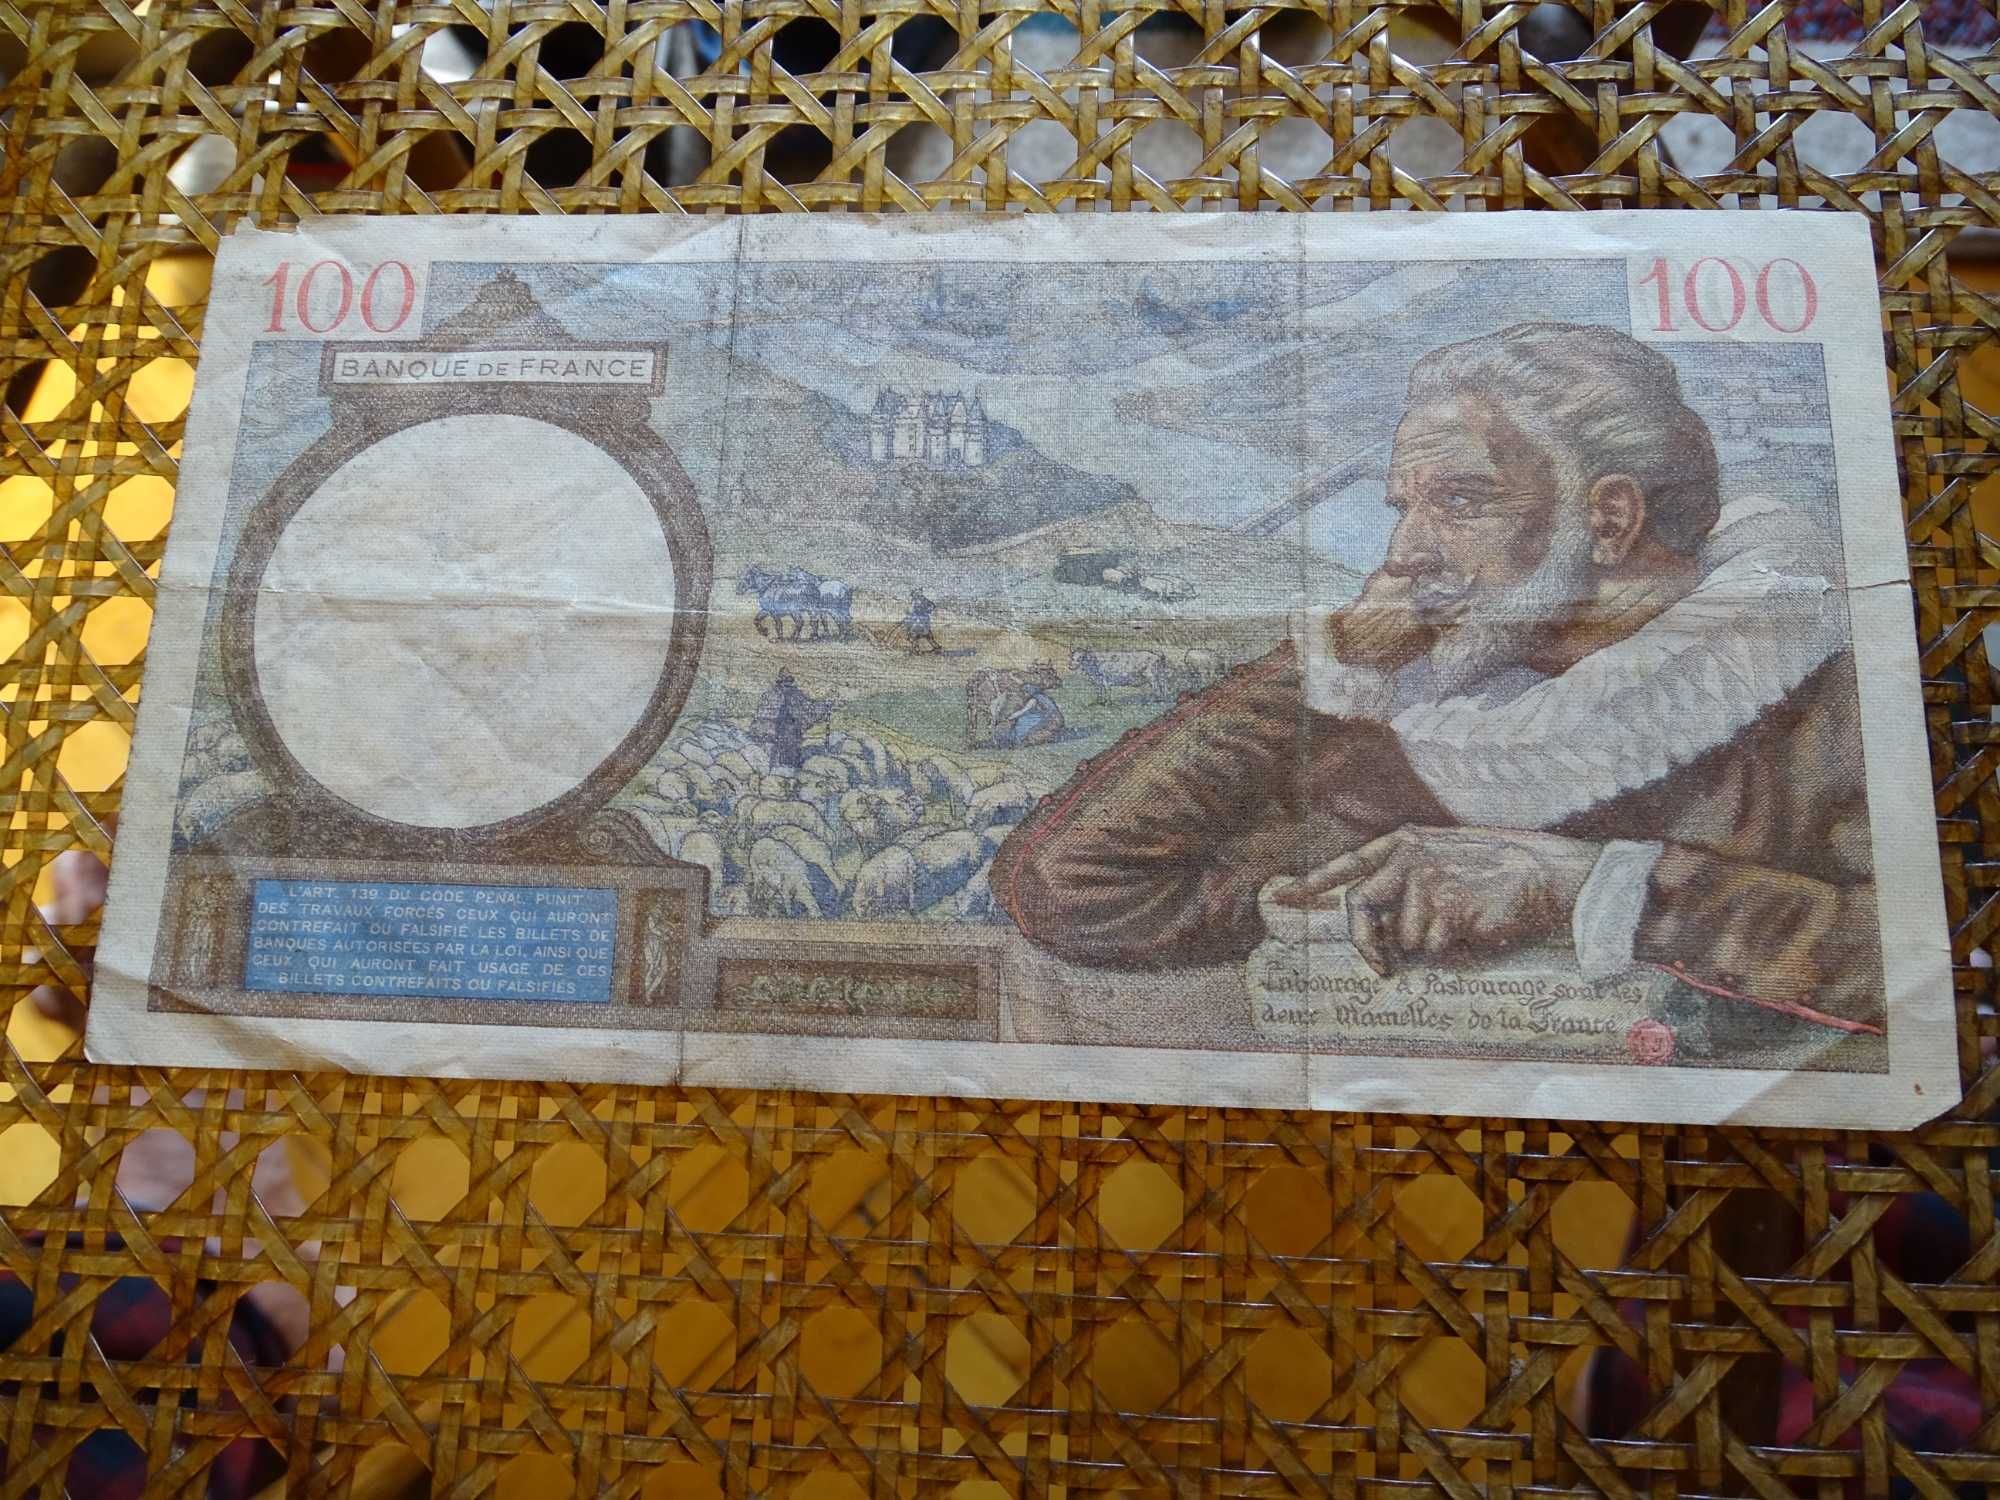 100
100
BANQUE DE FRANCE
L'ART. 139 DU CODE PÉNAL PUNIT
DES TRAVAUX FORCÉS CEUX QUI AURONT
CONTREFAIT OU FALSIFIÉ LES BILLETS DE
BANQUES AUTORISÉES PAR LA LOI, AINSI QUE
CEUX QUI AURONT FAIT USAGE DE CES
BILLETS CONTREFAITS OU FALSIFIÉS
Labourage & Pastourage sont les
deux Mamelles de la France